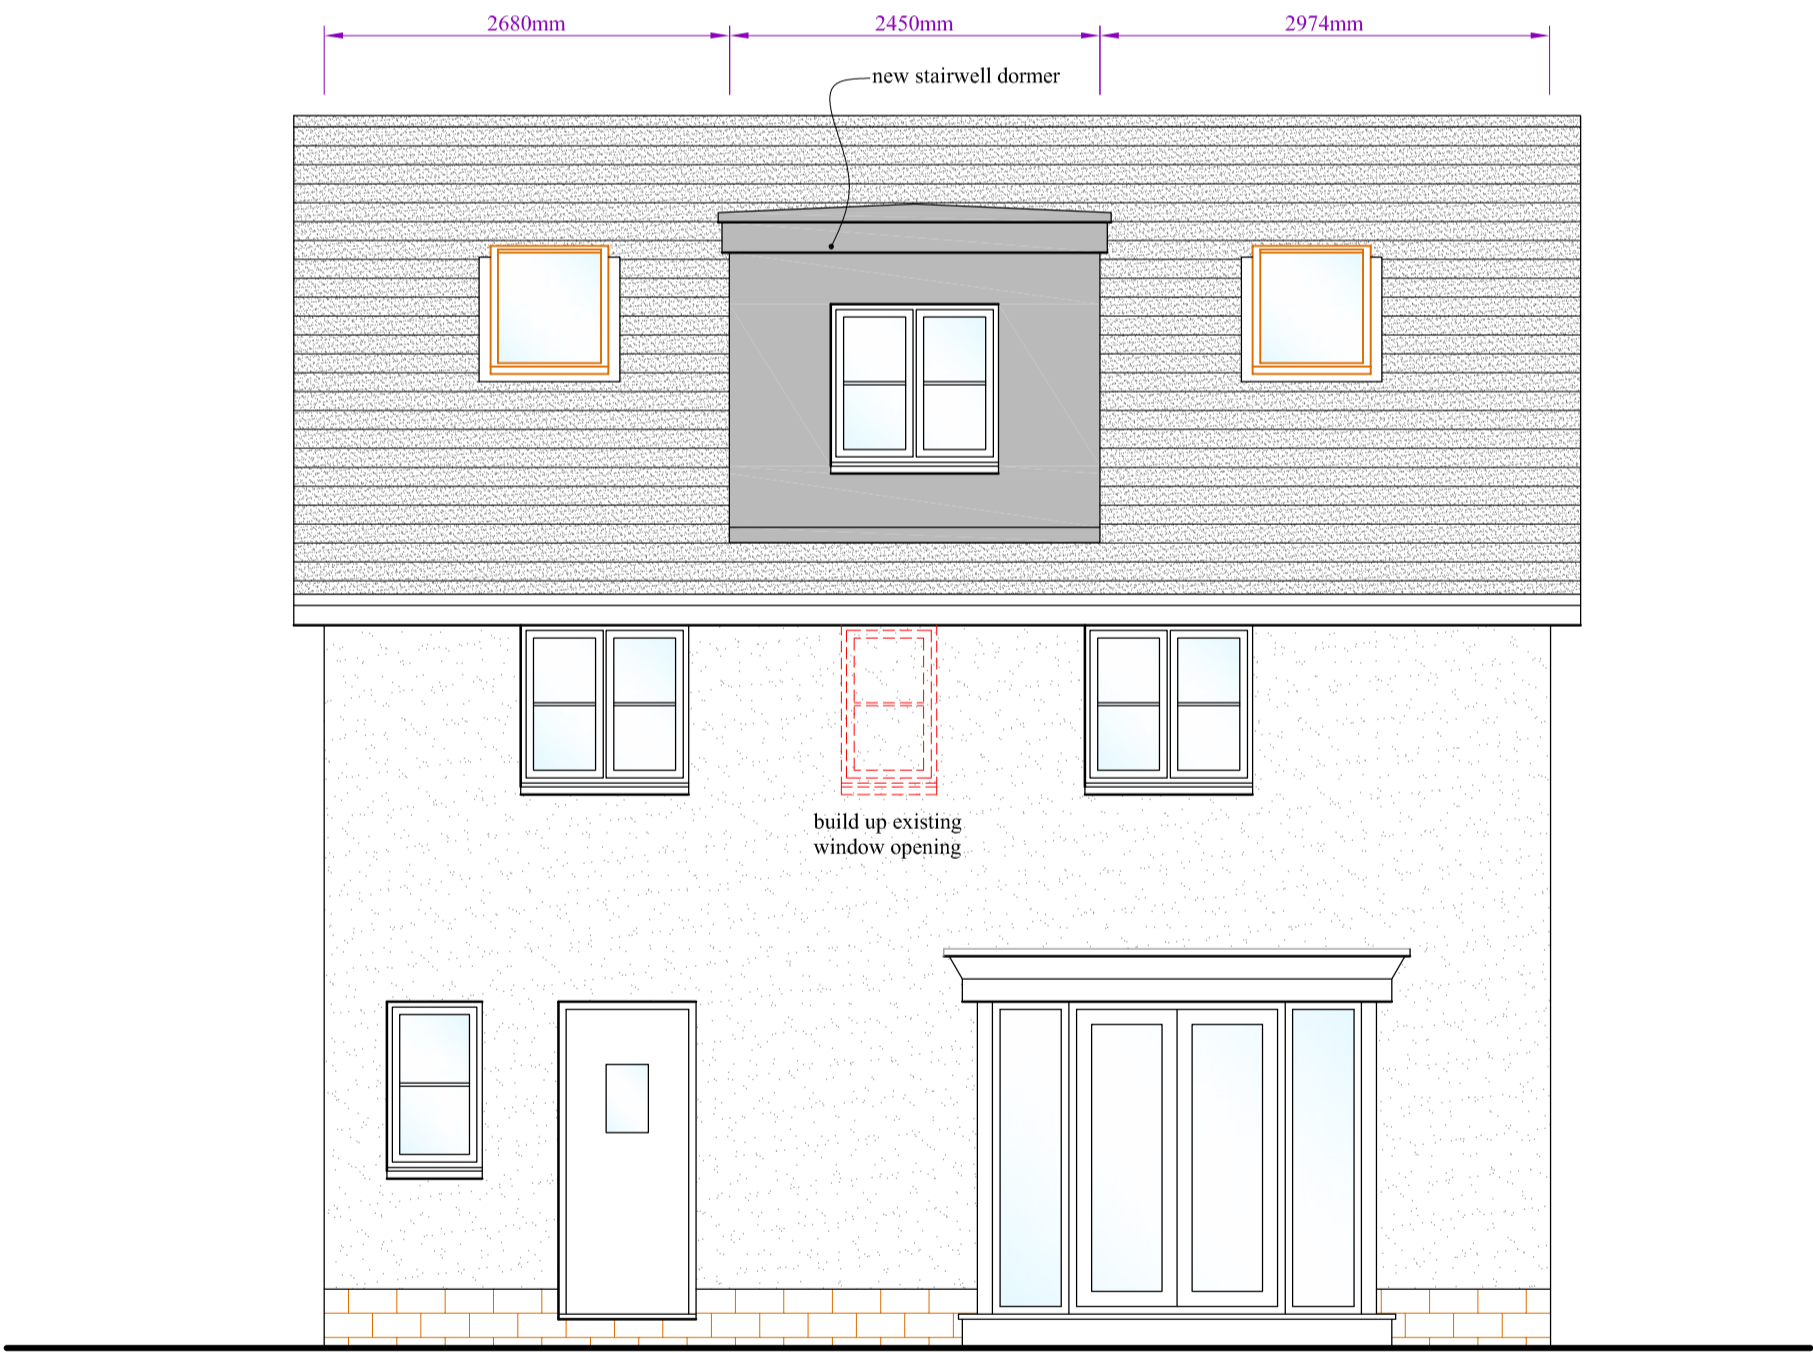 2680mm
2450mm
2974mm
new stairwell dormer
build up existing
window opening